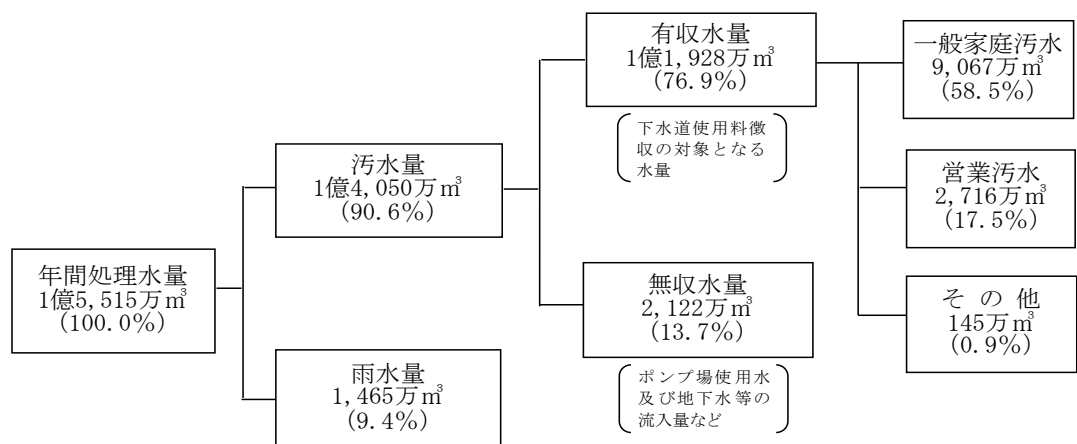 年間処理水量
1億5,515万㎥
(100.0%)
汚水量
1億4,050万㎥
(90.6%)
雨水量
1,465万㎥
(9.4%)
有収水量
1億1,928万㎥
(76.9%)
下水道使用料徴
収の対象となる
水量
無収水量
2,122万㎥
(13.7%)
ポンプ場使用水
及び地下水等の
流入量など
一般家庭汚水
9,067万㎥
(58.5%)
営業汚水
2,716万㎥
(17.5%)
その他
145万㎥
(0.9%)